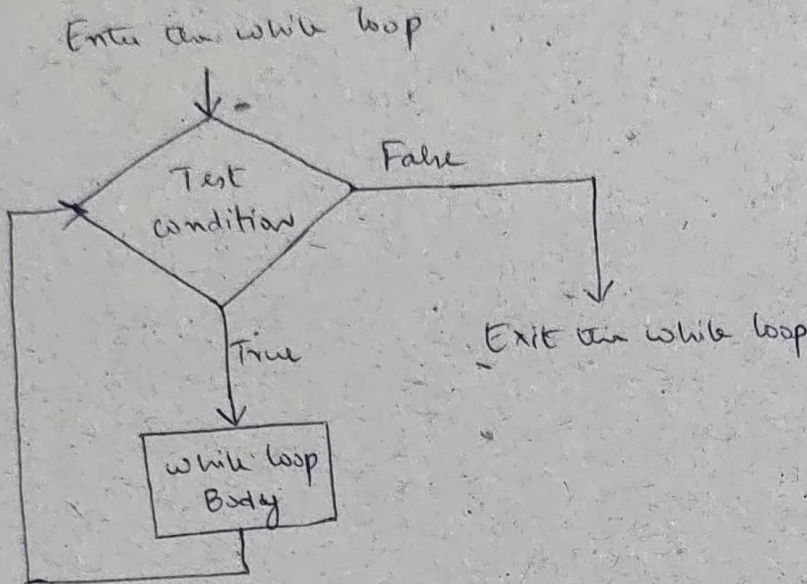 Enter the while loop
False
Test
condition
Exit the while loop
True
while loop
Body